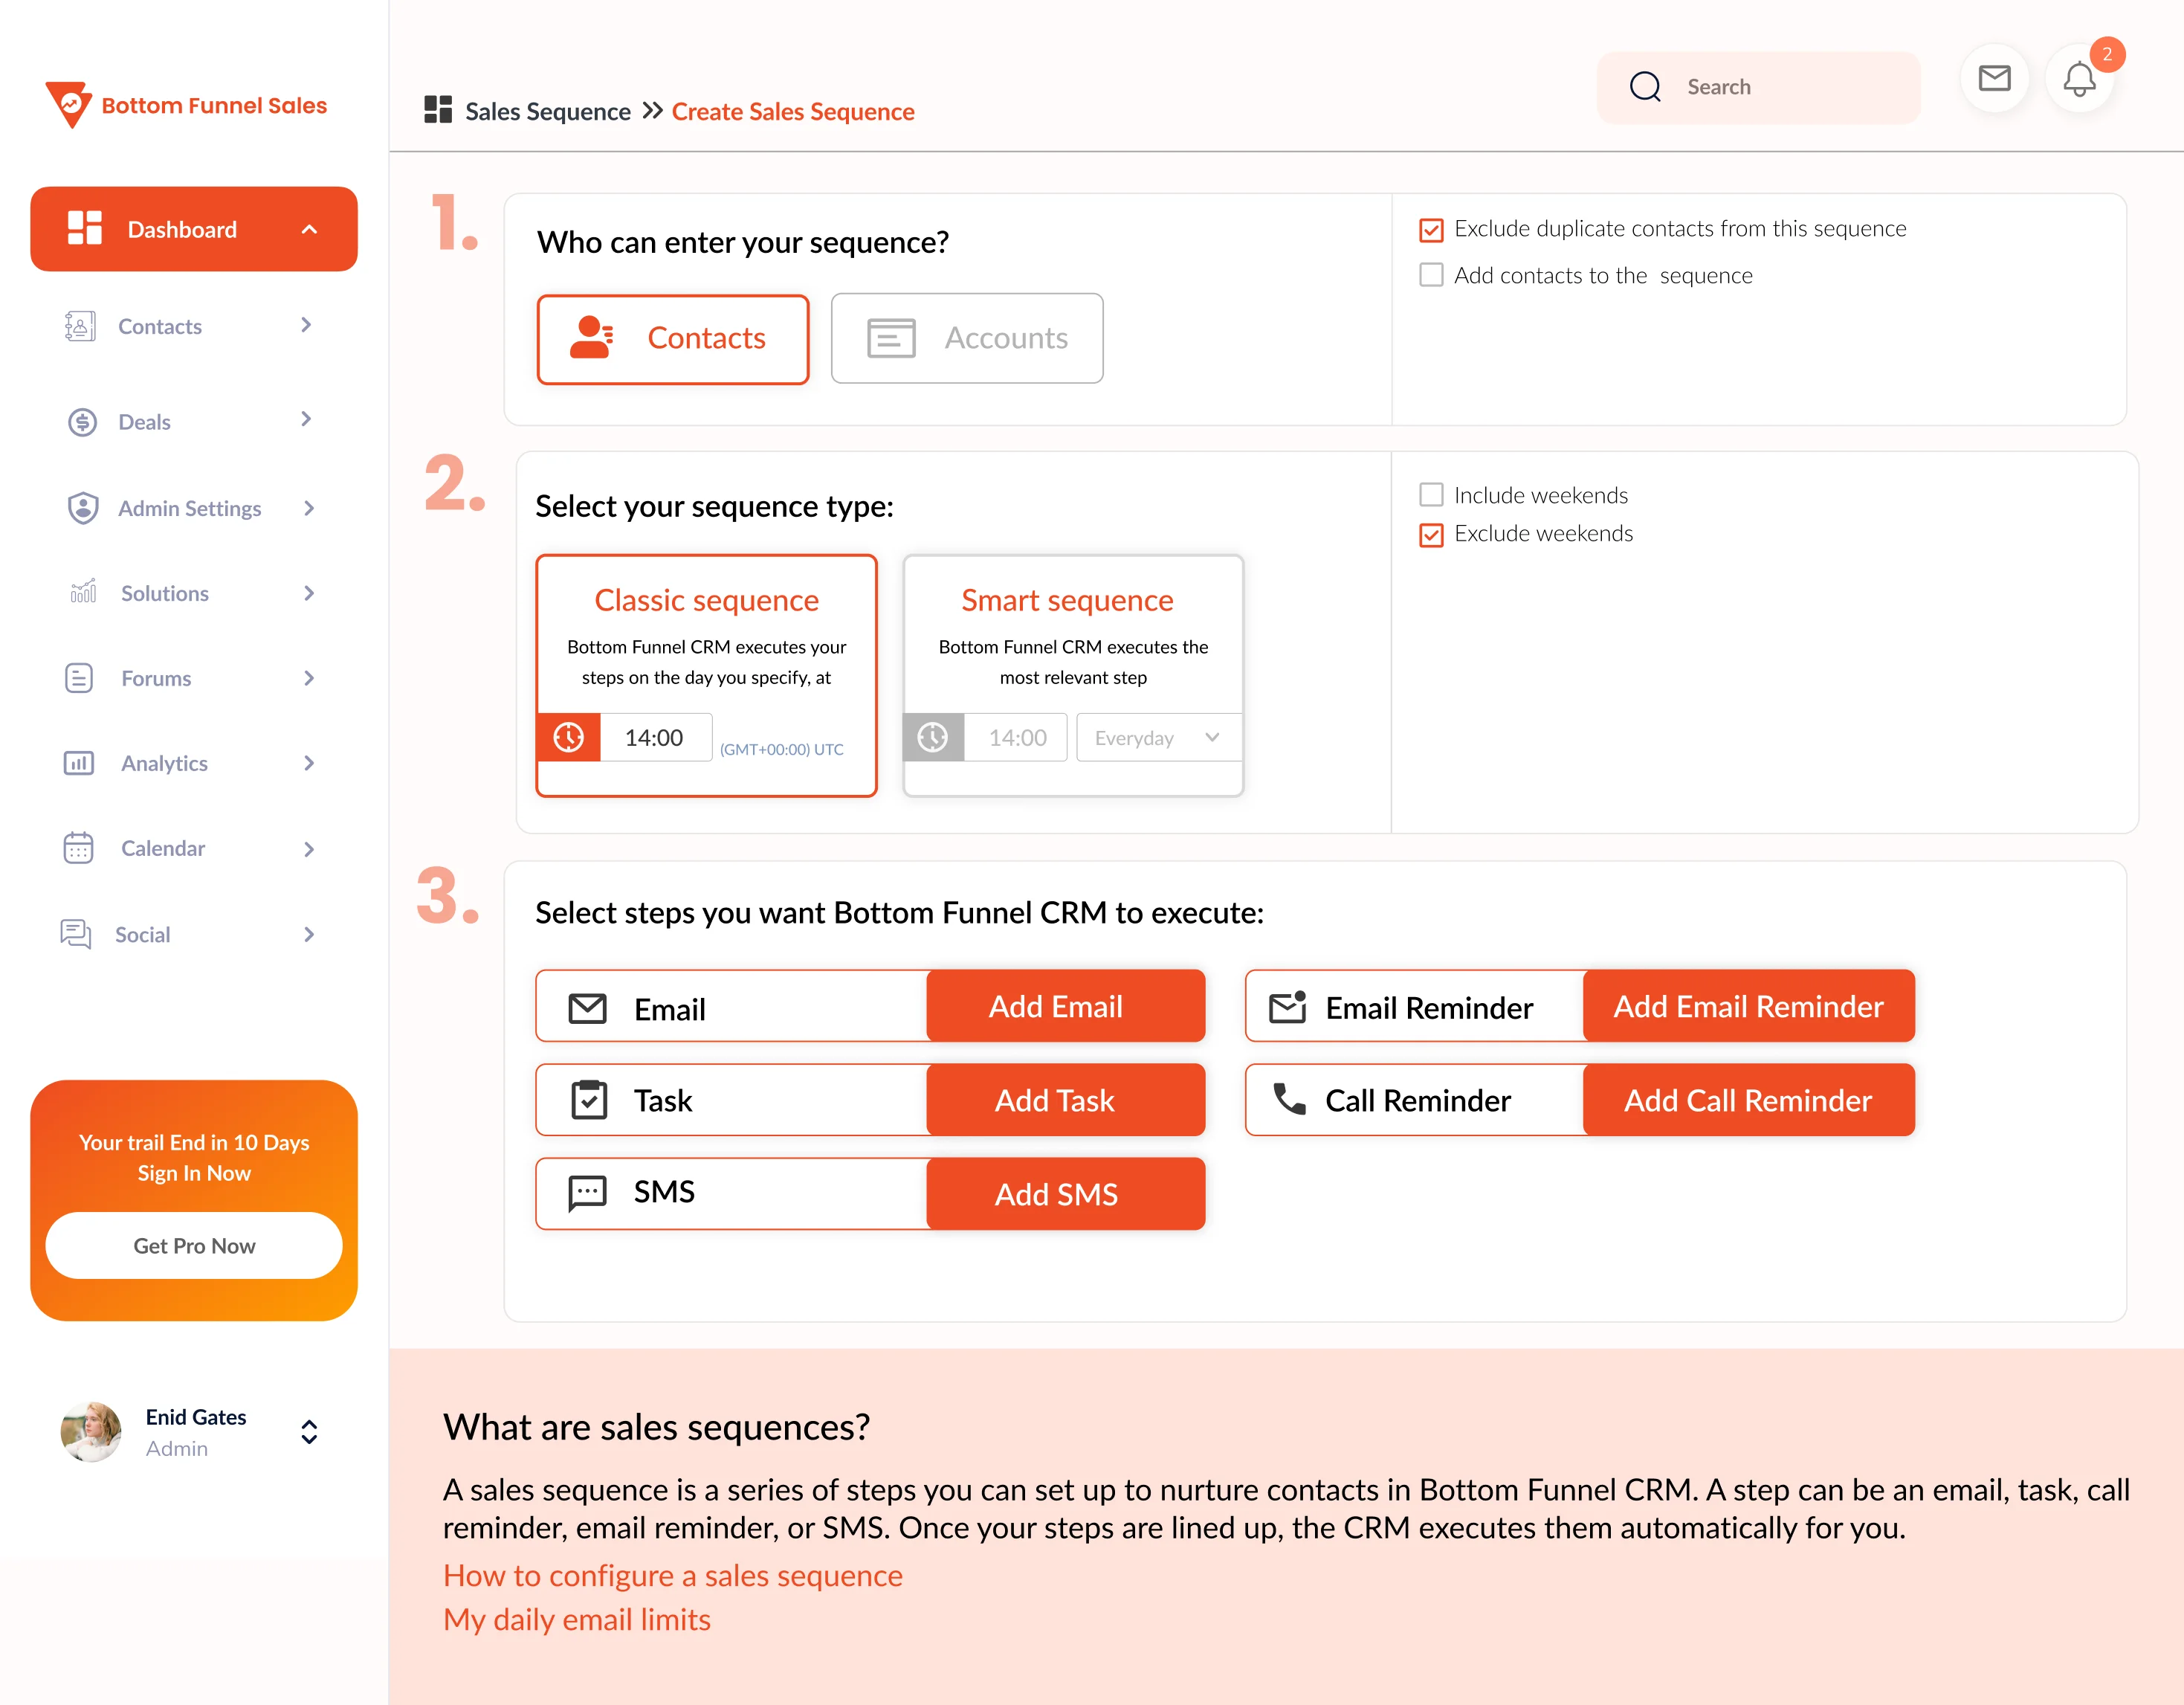 Bottom Funnel Sales
Dashboard
Contacts
Deals
Admin Settings
Solutions
Forums
Analytics
Calendar
Social
Your trail End in 10 Days
Sign In Now
Get Pro Now
Enid Gates
Admin
Sales Sequence >> Create Sales Sequence
Search
2
1.
Who can enter your sequence?
Contacts
Accounts
Exclude duplicate contacts from this sequence
Add contacts to the sequence
2.
Select your sequence type:
Classic sequence
Bottom Funnel CRM executes your
steps on the day you specify, at
14:00
(GMT+00:00) UTC
Smart sequence
Bottom Funnel CRM executes the
most relevant step
14:00
Everyday
Include weekends
Exclude weekends
3.
Select steps you want Bottom Funnel CRM to execute:
Email
Add Email
Email Reminder
Add Email Reminder
Task
Add Task
Call Reminder
Add Call Reminder
SMS
Add SMS
What are sales sequences?
A sales sequence is a series of steps you can set up to nurture contacts in Bottom Funnel CRM. A step can be an email, task, call
reminder, email reminder, or SMS. Once your steps are lined up, the CRM executes them automatically for you.
How to configure a sales sequence
My daily email limits